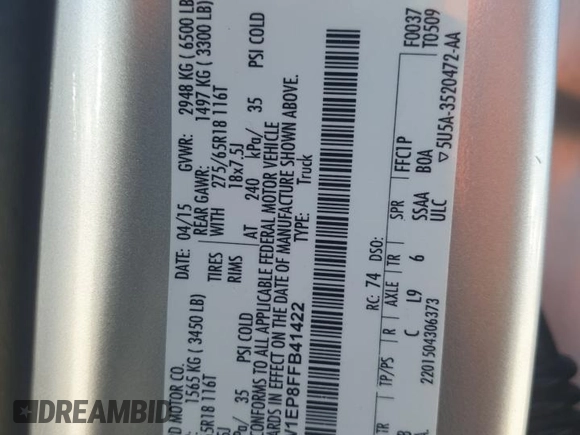 DATE: 04/15 GVWR: 2948 KG ( 6500 LB)
D MOTOR CO.
1565 KG ( 3450 LB) REAR GAWR: 1497 KG ( 3300 LB)
5R18 116T TIRES WITH 275/65R18 116T
5J RIMS 18x7.5J
kPa/ 35 PSI COLD AT 240 kPa/ 35 PSI COLD
CONFORMS TO ALL APPLICABLE FEDERAL MOTOR VEHICLE
ARDS IN EFFECT ON THE DATE OF MANUFACTURE SHOWN ABOVE.
1EP8FFB41422 TYPE: Truck
F0037
T0509
RC: 74 DSO:
TR TP/PS R AXLE TR SPR FFC1P
C L9 6 SSAA BOA
ULC ▽5U5A-3520472-AA
2201504306373
DREAMBID